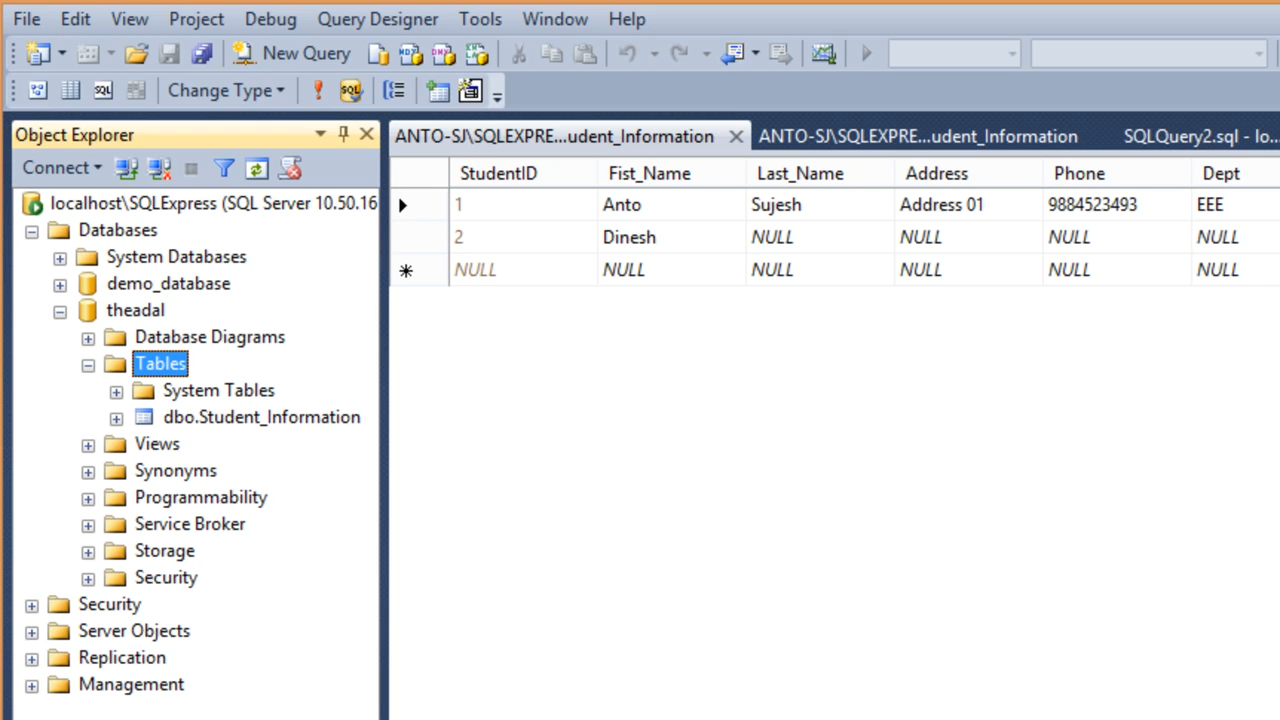 File Edit View Project Debug Query Designer Tools Window Help
New Query
SQL Change Type SQL
Object Explorer
Connect
localhost\SQLExpress (SQL Server 10.50.16
Databases
System Databases
demo_database
theadal
Database Diagrams
Tables
System Tables
dbo.Student_Information
Views
Synonyms
Programmability
Service Broker
Storage
Security
Security
Server Objects
Replication
Management
ANTO-SJ\SQLEXPRE...udent_Information ANTO-SJ\SQLEXPRE...udent_Information SQLQuery2.sql - lo...
StudentID Fist_Name Last_Name Address Phone Dept
1 Anto Sujesh Address 01 9884523493 EEE
2 Dinesh NULL NULL NULL NULL
NULL NULL NULL NULL NULL NULL